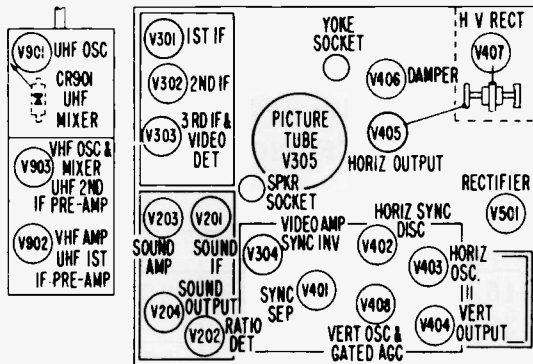 V901
UHF OSC
CR901
UHF
MIXER
V903
VHF OSC &
MIXER
UHF 2ND
IF PRE-AMP
V902
VHF AMP
UHF 1ST
IF PRE-AMP
V301
1ST IF
V302
2ND IF
V303
3RD IF &
VIDEO
DET
YOKE
SOCKET
H V RECT
V407
V406
DAMPER
PICTURE
TUBE
V305
V405
HORIZ OUTPUT
SPKR
SOCKET
RECTIFIER
V501
V203
SOUND
AMP
V201
SOUND
IF
SOUND
OUTPUT
V204
V202
RATIO
DET
VIDEO AMP
SYNC INV
V304
SYNC
SEP
V401
HORIZ SYNC
DISC
V402
V403
HORIZ
OSC.
V408
VERT OSC &
GATED AGC
V404
VERT
OUTPUT